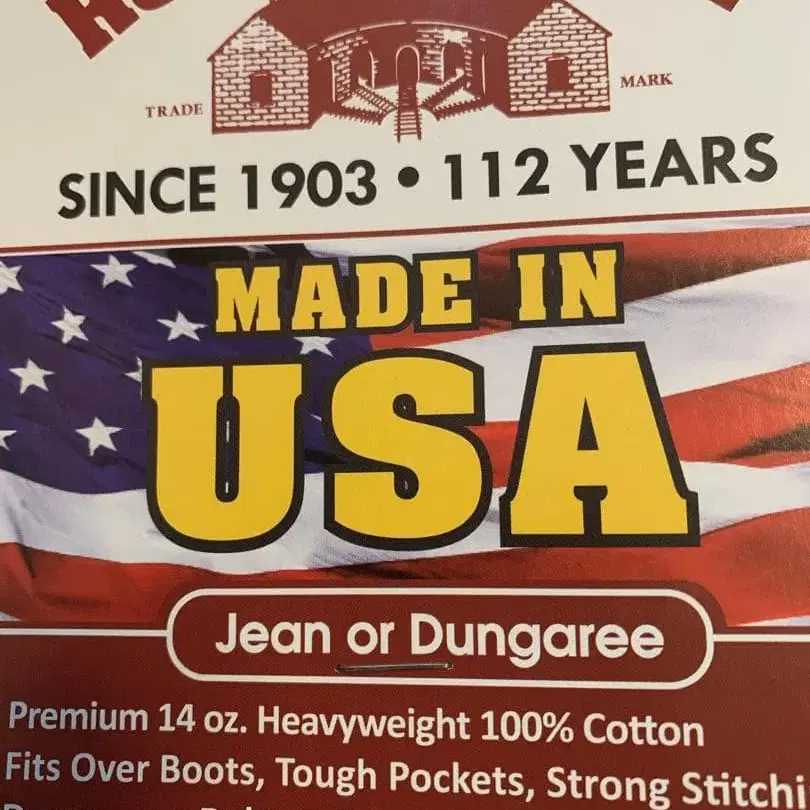 TRADE MARK
SINCE 1903 • 112 YEARS
MADE IN
USA
Jean or Dungaree
Premium 14 oz. Heavyweight 100% Cotton
Fits Over Boots, Tough Pockets, Strong Stitchi